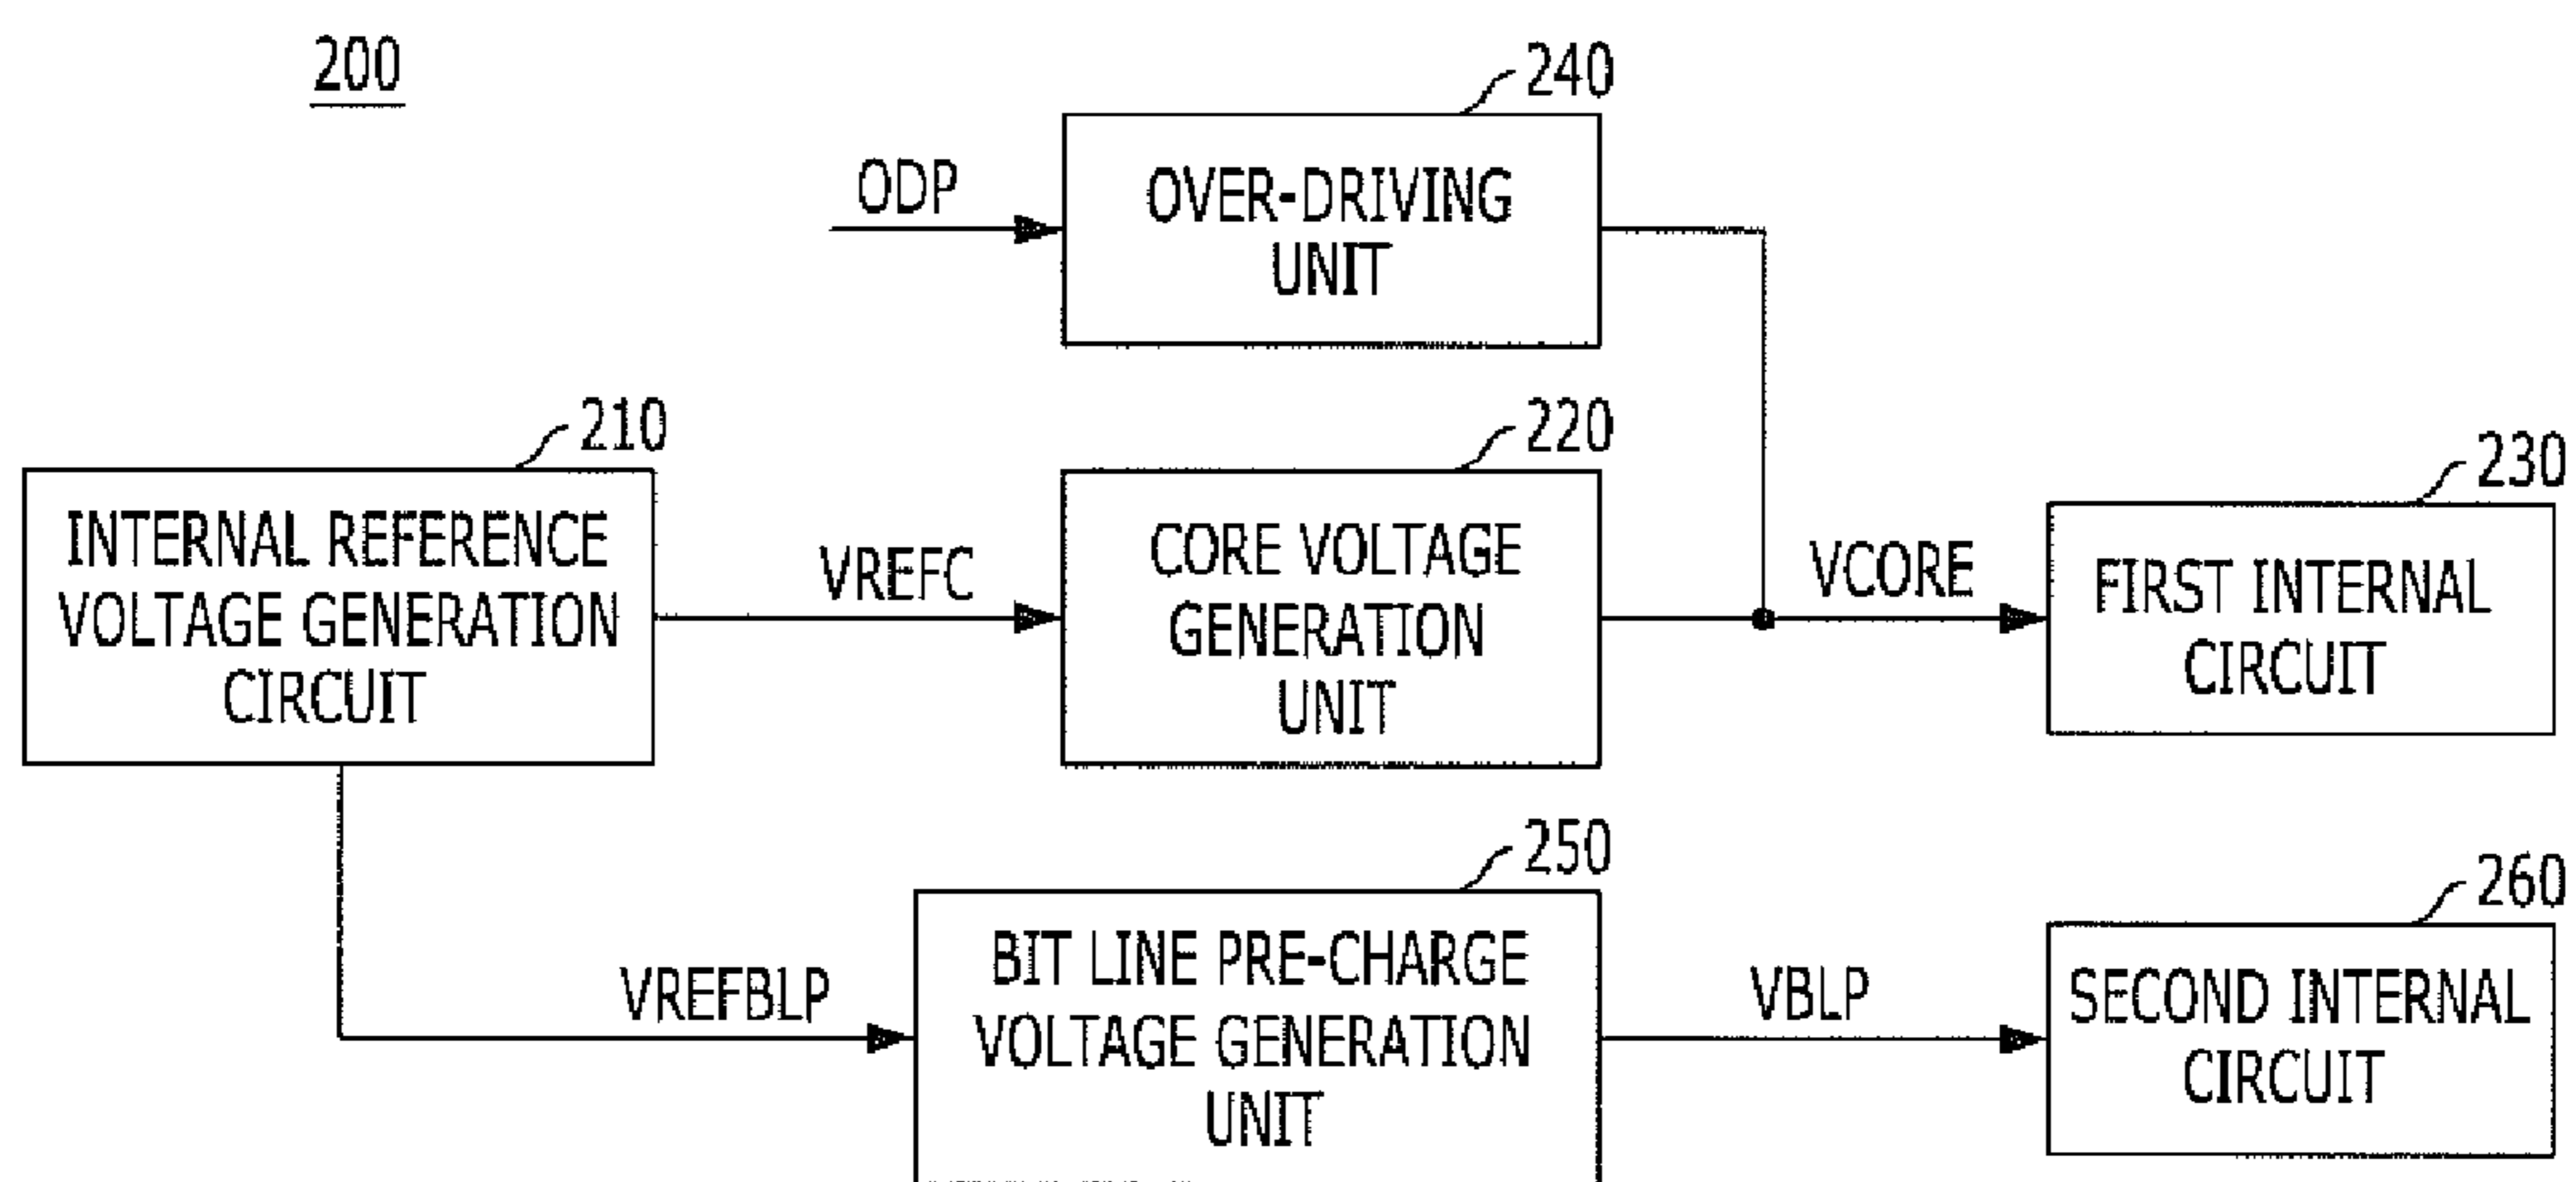 200
240
ODP
OVER-DRIVING
UNIT
210
220
230
INTERNAL REFERENCE
VOLTAGE GENERATION
CIRCUIT
VREFC
CORE VOLTAGE
GENERATION
UNIT
VCORE
FIRST INTERNAL
CIRCUIT
250
260
VREFBLP
BIT LINE PRE-CHARGE
VOLTAGE GENERATION
UNIT
VBLP
SECOND INTERNAL
CIRCUIT